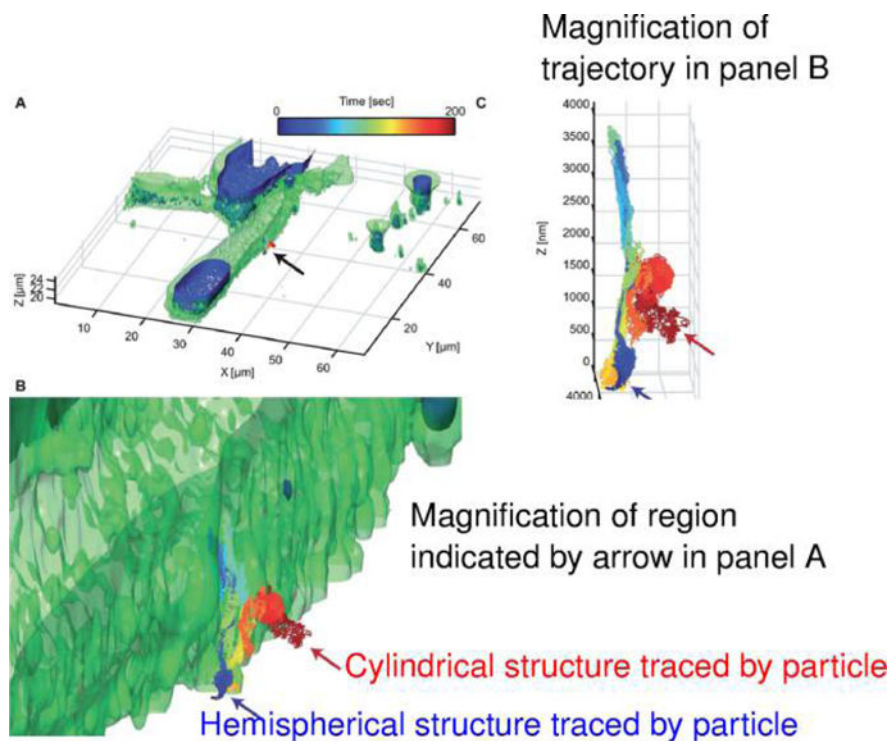 Magnification of
trajectory in panel B
A
Time [sec]
0
200
C
Z [µm]
24
22
20
10
20
30
40
50
60
X [µm]
20
40
60
Y [µm]
4000
3500
3000
2500
2000
1500
1000
500
0
4000
Z [nm]
B
Magnification of region
indicated by arrow in panel A
Cylindrical structure traced by particle
Hemispherical structure traced by particle